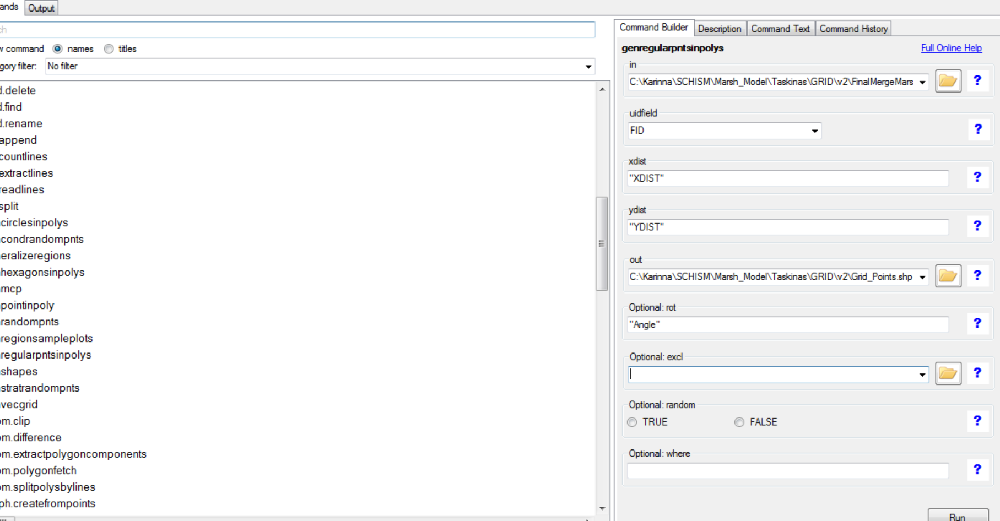 ands Output
ch
w command names titles
gory filter: No filter
d.delete
d.find
d.rename
append
countlines
extractlines
readlines
split
circlesinpolys
condrandompnts
eralizeregions
hexagonsinpolys
mcp
pointinpoly
randompnts
regionsampleplots
regularpntsinpolys
shapes
stratrandompnts
vecgrid
om.clip
om.difference
om.extractpolygoncomponents
om.polygonfetch
om.splitpolysbylines
ph.createfrompoints
Command Builder Description Command Text Command History
genregularpntsinpolys Full Online Help
in
C:\Karinna\SCHISM\Marsh_Model\Taskinas\GRID\v2\FinalMergeMars ?
uidfield
FID ?
xdist
"XDIST" ?
ydist
"YDIST" ?
out
C:\Karinna\SCHISM\Marsh_Model\Taskinas\GRID\v2\Grid_Points.shp ?
Optional: rot
"Angle" ?
Optional: excl
?
Optional: random
TRUE FALSE ?
Optional: where
?
Run